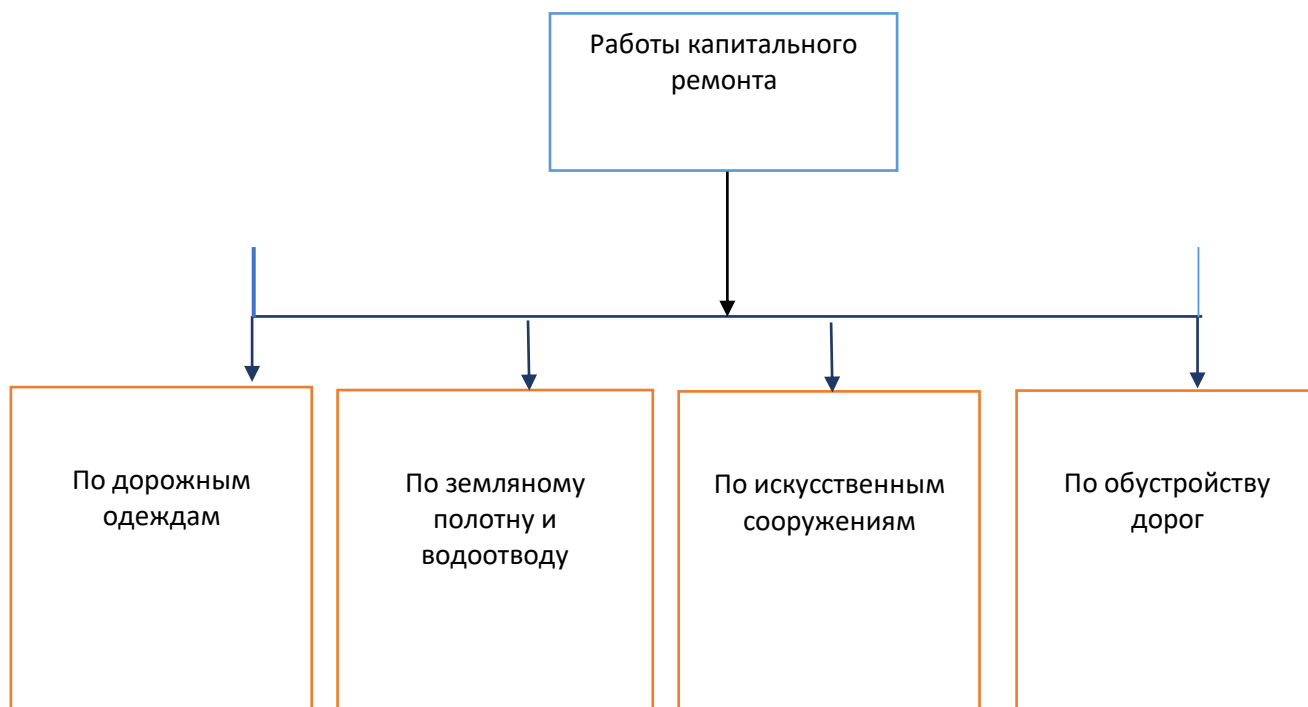 Работы капитального
ремонта
По дорожным
одеждам
По земляному
полотну и
водоотводу
По искусственным
сооружениям
По обустройству
дорог